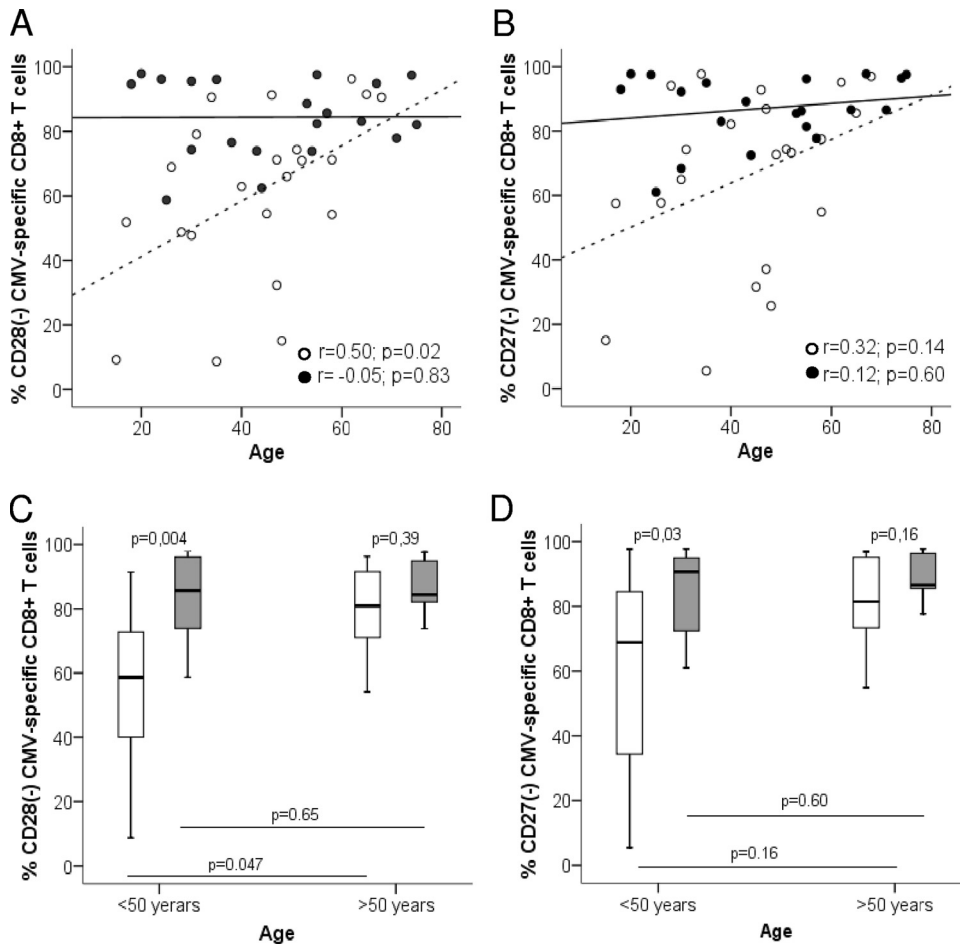 A
% CD28(-) CMV-specific CD8+ T cells
100
80
60
40
20
0
r=0.50; p=0.02
r= -0.05; p=0.83
20 40 60 80
Age
B
% CD27(-) CMV-specific CD8+ T cells
100
80
60
40
20
0
r=0.32; p=0.14
r=0.12; p=0.60
20 40 60 80
Age
C
% CD28(-) CMV-specific CD8+ T cells
100
80
60
40
20
0
p=0,004
p=0,39
p=0.65
p=0.047
<50 yerars >50 years
Age
D
% CD27(-) CMV-specific CD8+ T cells
100
80
60
40
20
0
p=0,03
p=0,16
p=0.60
p=0.16
<50 years >50 years
Age